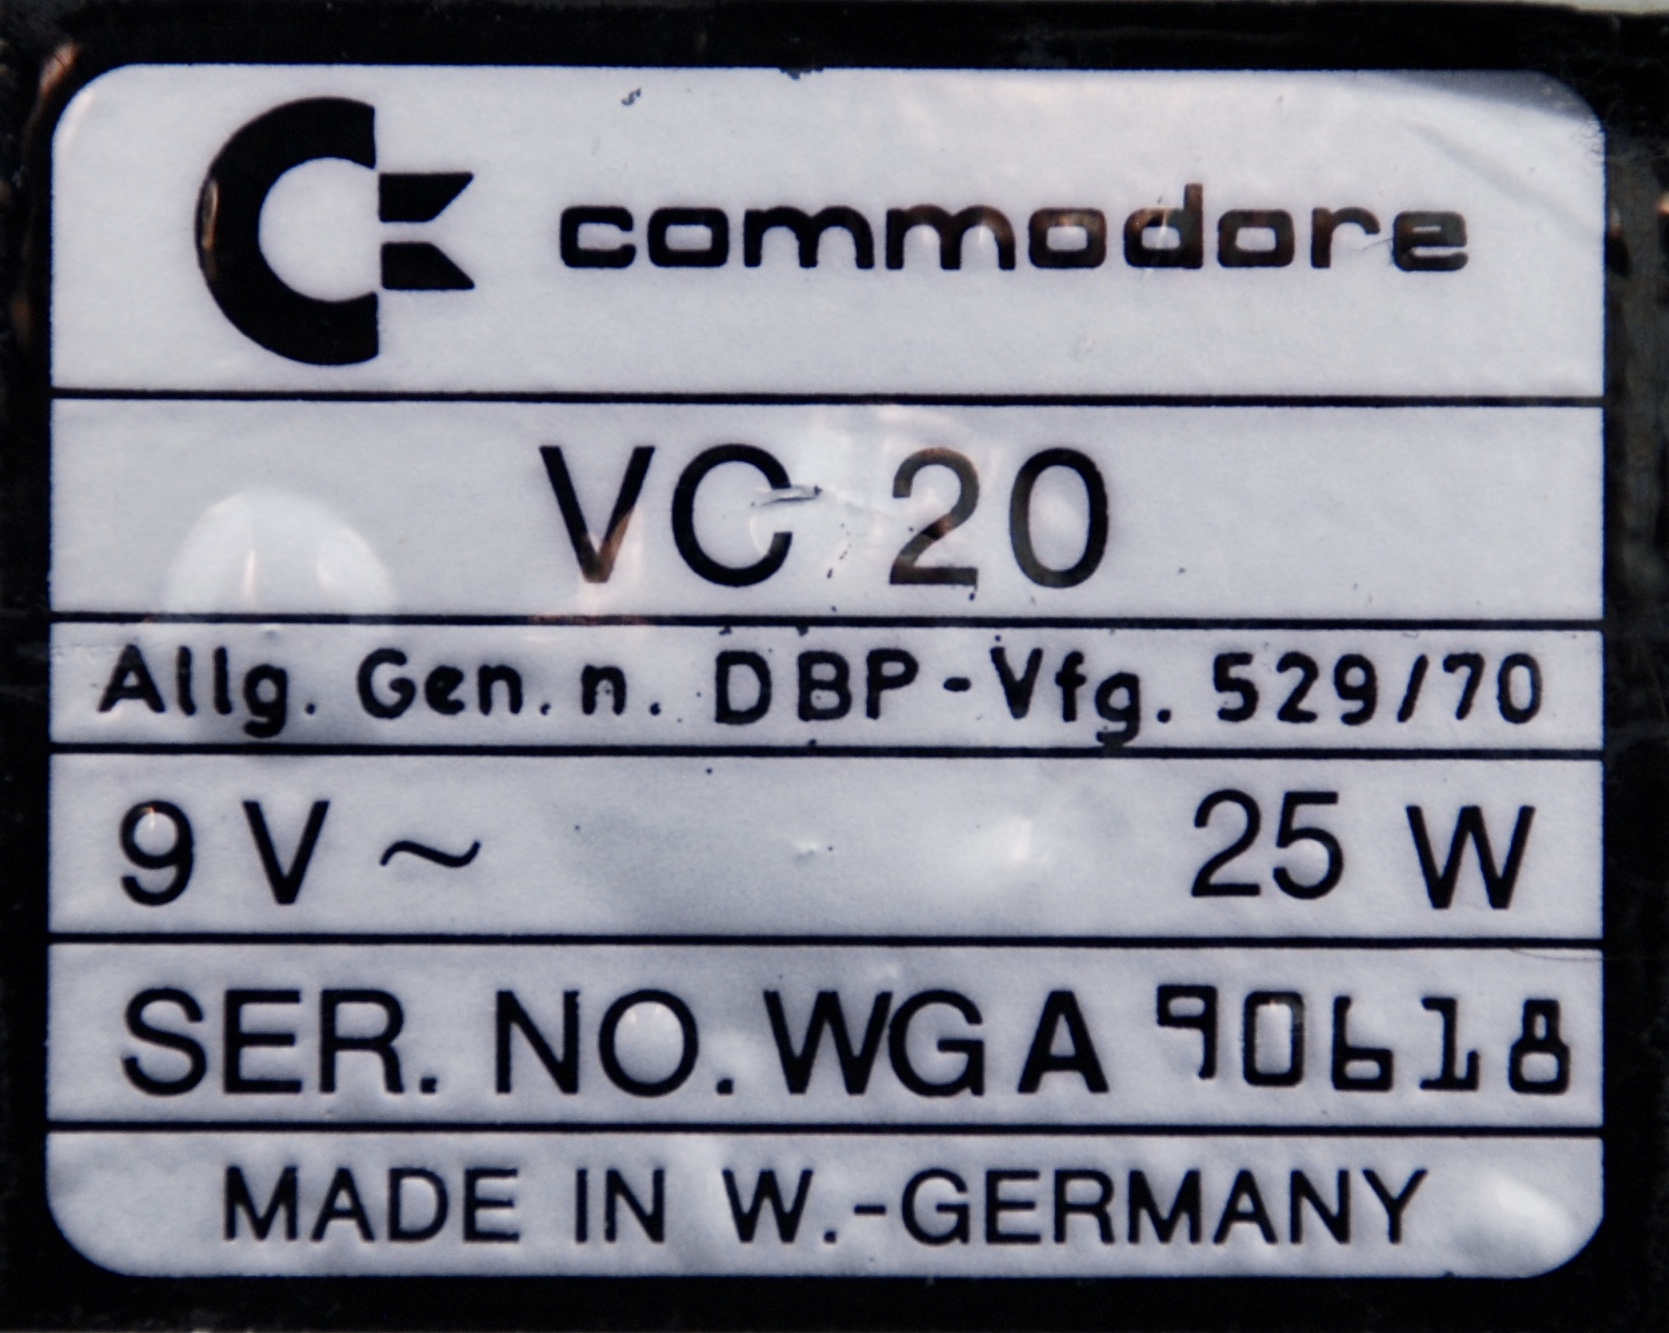 commodore
VC 20
Allg. Gen. n. DBP-Vfg. 529/70
9 V ~ 25 W
SER. NO. WGA 90618
MADE IN W.-GERMANY